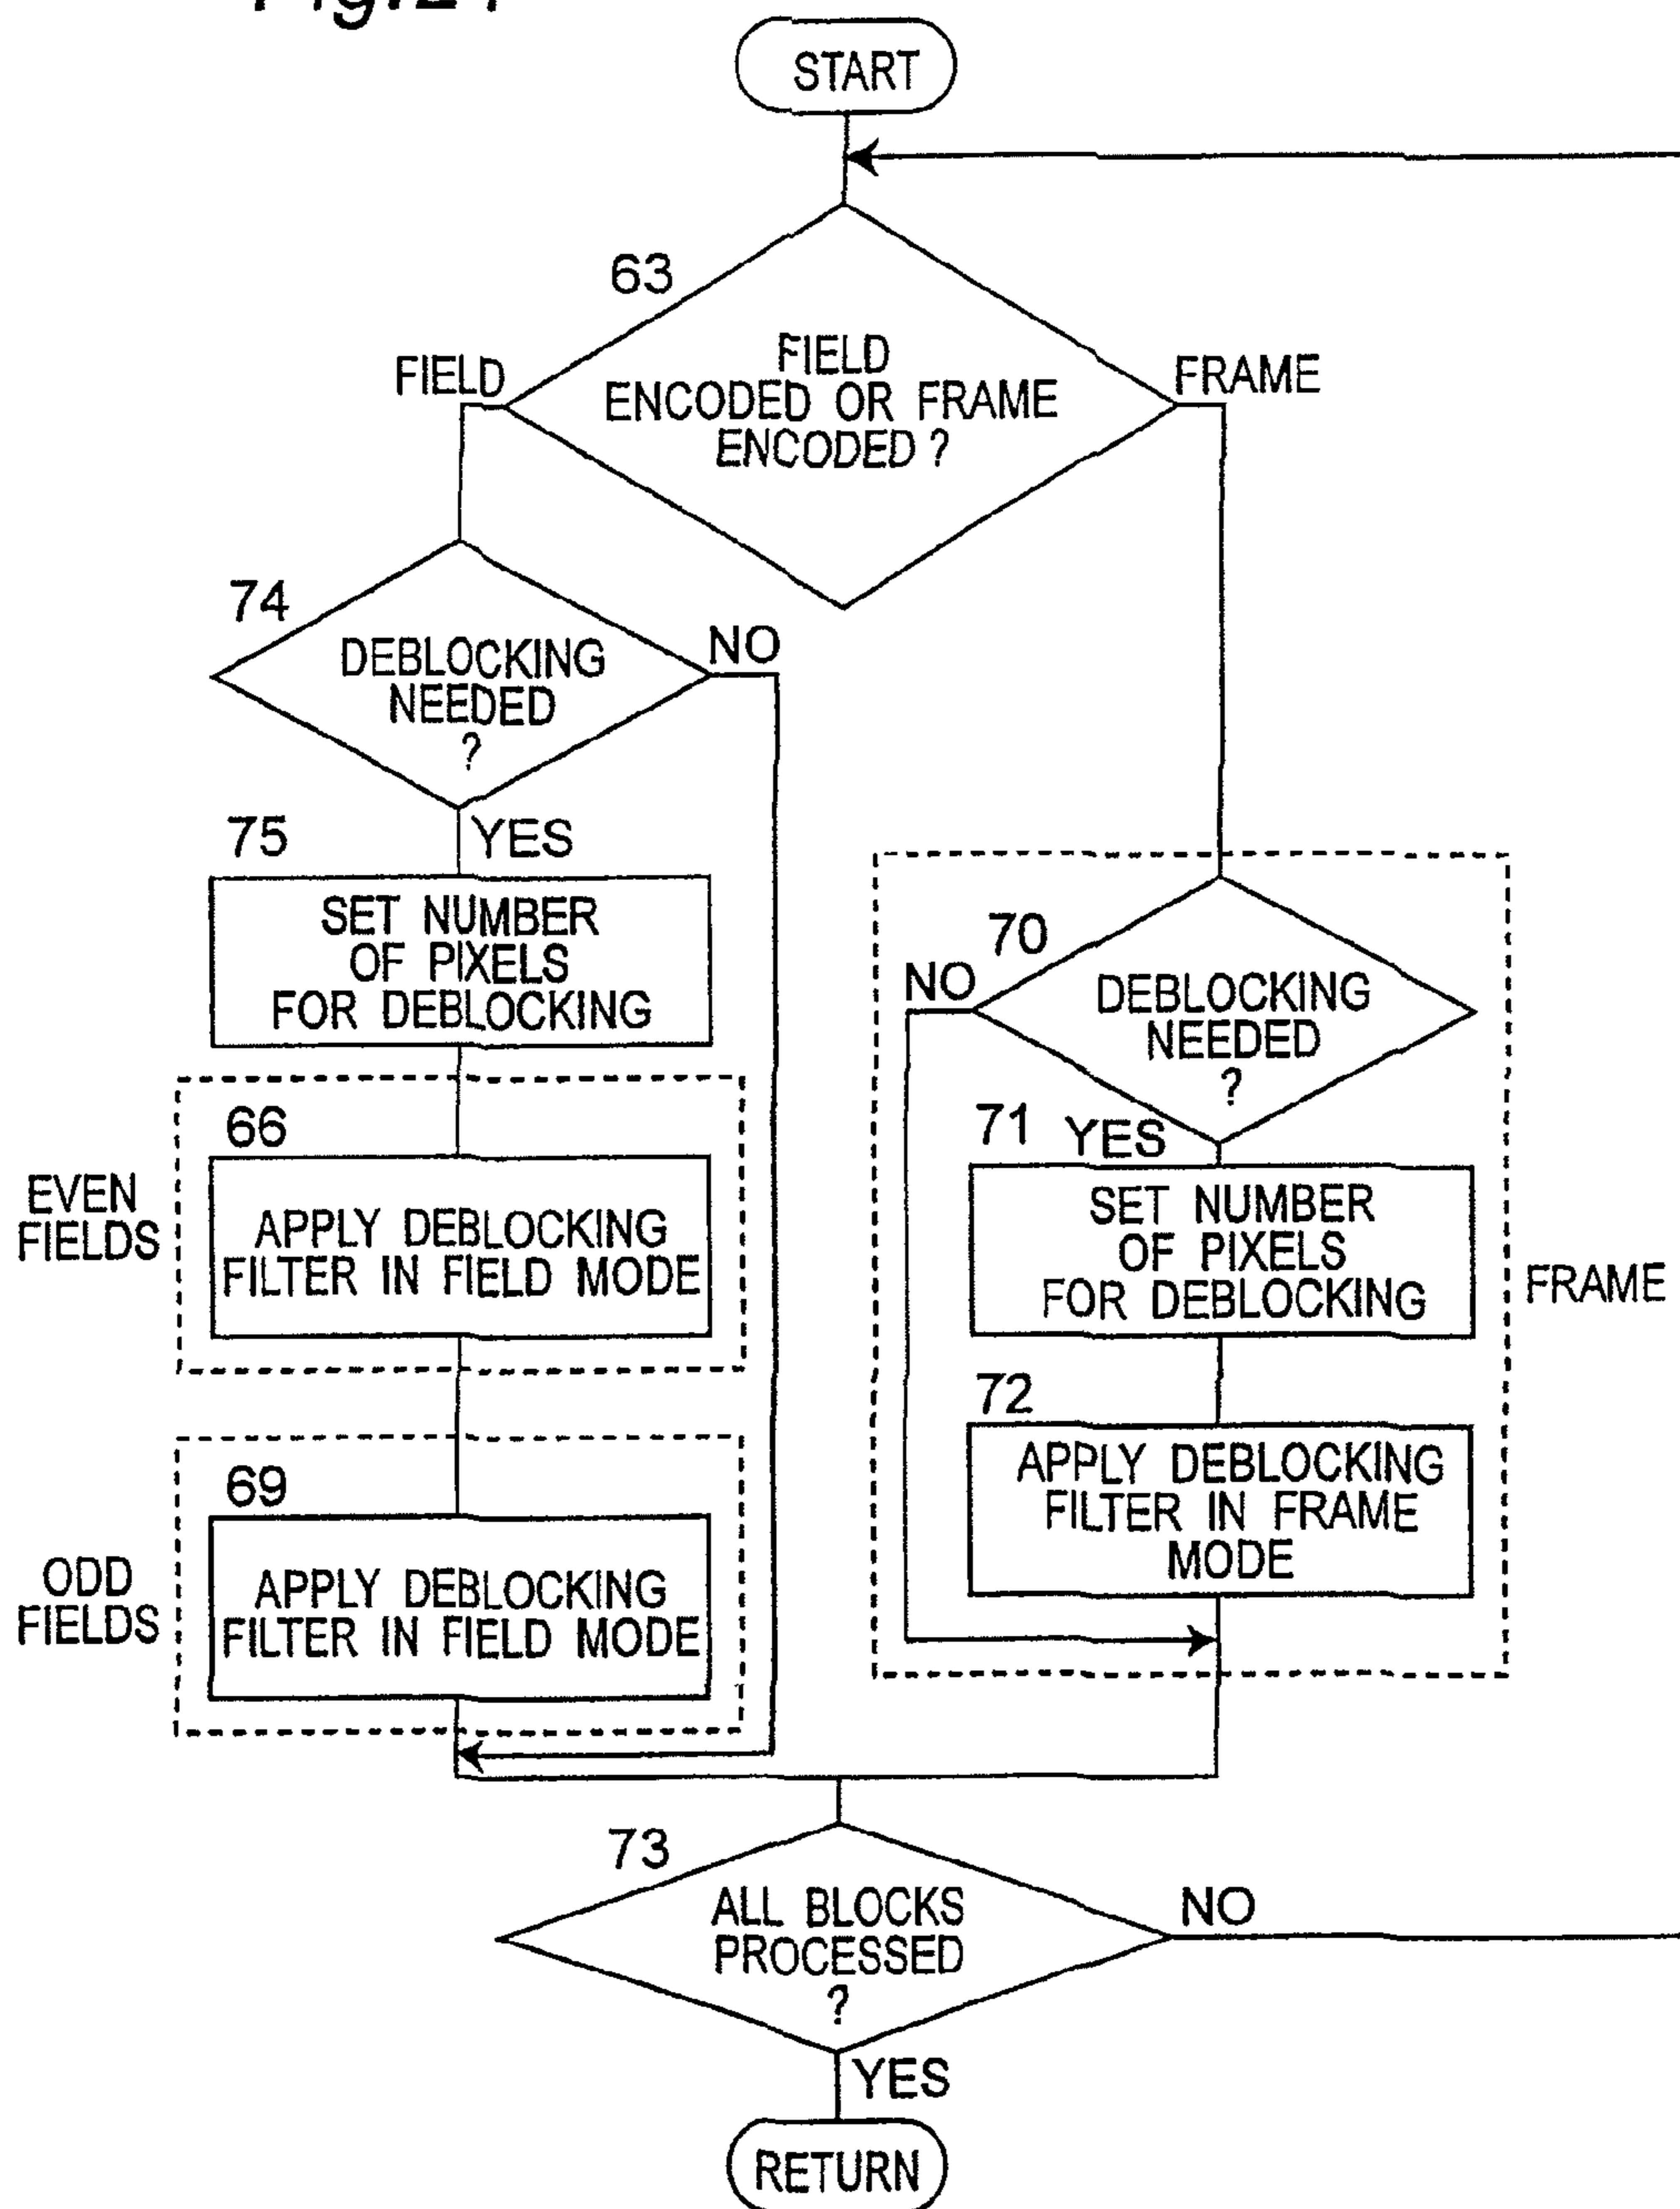 START
63
FIELD
ENCODED OR FRAME
ENCODED ?
FIELD
FRAME
74
DEBLOCKING
NEEDED
?
NO
YES
75
SET NUMBER
OF PIXELS
FOR DEBLOCKING
EVEN
FIELDS
66
APPLY DEBLOCKING
FILTER IN FIELD MODE
ODD
FIELDS
69
APPLY DEBLOCKING
FILTER IN FIELD MODE
70
NO
DEBLOCKING
NEEDED
?
71
YES
SET NUMBER
OF PIXELS
FOR DEBLOCKING
FRAME
72
APPLY DEBLOCKING
FILTER IN FRAME
MODE
73
ALL BLOCKS
PROCESSED
?
NO
YES
RETURN